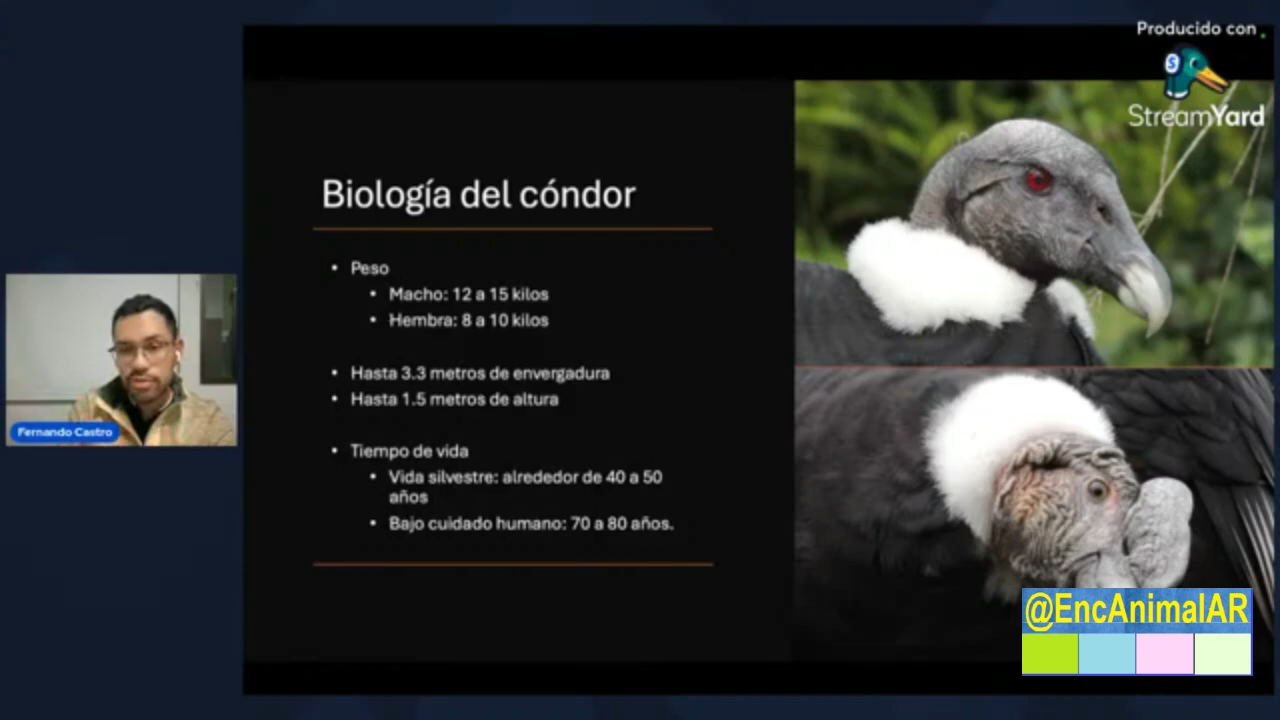 Producido con
StreamYard
Biología del cóndor
• Peso
• Macho: 12 a 15 kilos
• Hembra: 8 a 10 kilos
• Hasta 3.3 metros de envergadura
• Hasta 1.5 metros de altura
• Tiempo de vida
• Vida silvestre: alrededor de 40 a 50
años
• Bajo cuidado humano: 70 a 80 años.
Fernando Castro
@EncAnimalAR